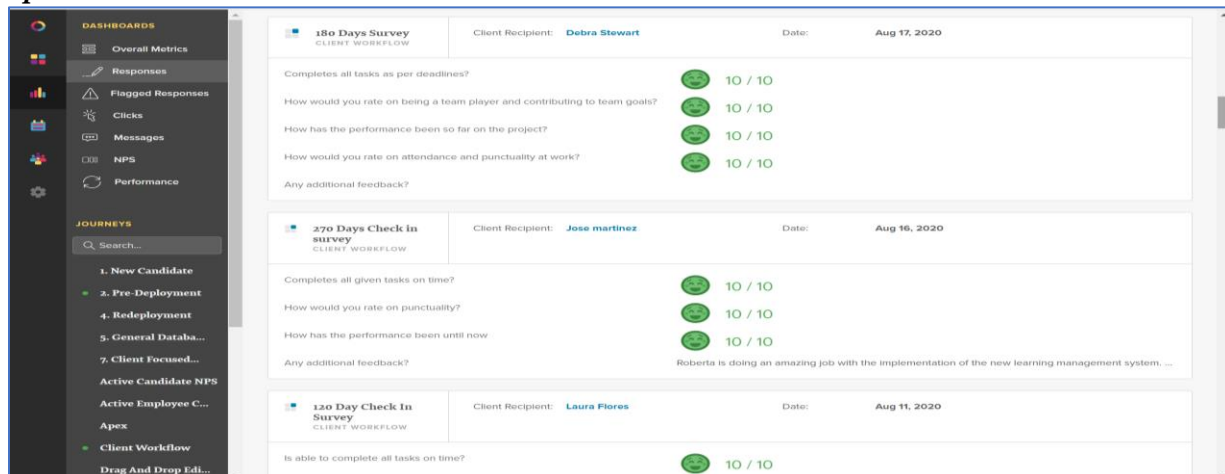 DASHBOARDS
Overall Metrics
Responses
Flagged Responses
Clicks
Messages
NPS
Performance
JOURNEYS
Search...
1. New Candidate
2. Pre-Deployment
4. Redeployment
5. General Databa...
7. Client Focused...
Active Candidate NPS
Active Employee C...
Apex
Client Workflow
Drag And Drop Edi...
180 Days Survey
CLIENT WORKFLOW
Client Recipient: Debra Stewart
Date: Aug 17, 2020
Completes all tasks as per deadlines? 10 / 10
How would you rate on being a team player and contributing to team goals? 10 / 10
How has the performance been so far on the project? 10 / 10
How would you rate on attendance and punctuality at work? 10 / 10
Any additional feedback?
270 Days Check in
survey
CLIENT WORKFLOW
Client Recipient: Jose martinez
Date: Aug 16, 2020
Completes all given tasks on time? 10 / 10
How would you rate on punctuality? 10 / 10
How has the performance been until now 10 / 10
Any additional feedback? Roberta is doing an amazing job with the implementation of the new learning management system. ...
120 Day Check In
Survey
CLIENT WORKFLOW
Client Recipient: Laura Flores
Date: Aug 11, 2020
Is able to complete all tasks on time? 10 / 10